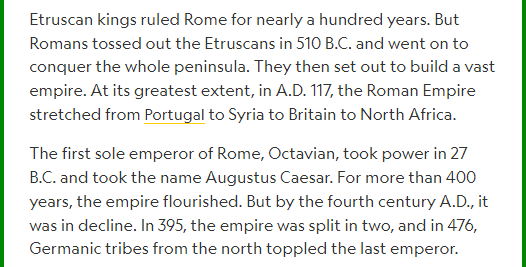 Etruscan kings ruled Rome for nearly a hundred years. But
Romans tossed out the Etruscans in 510 B.C. and went on to
conquer the whole peninsula. They then set out to build a vast
empire. At its greatest extent, in A.D. 117, the Roman Empire
stretched from Portugal to Syria to Britain to North Africa.
The first sole emperor of Rome, Octavian, took power in 27
B.C. and took the name Augustus Caesar. For more than 400
years, the empire flourished. But by the fourth century A.D., it
was in decline. In 395, the empire was split in two, and in 476,
Germanic tribes from the north toppled the last emperor.